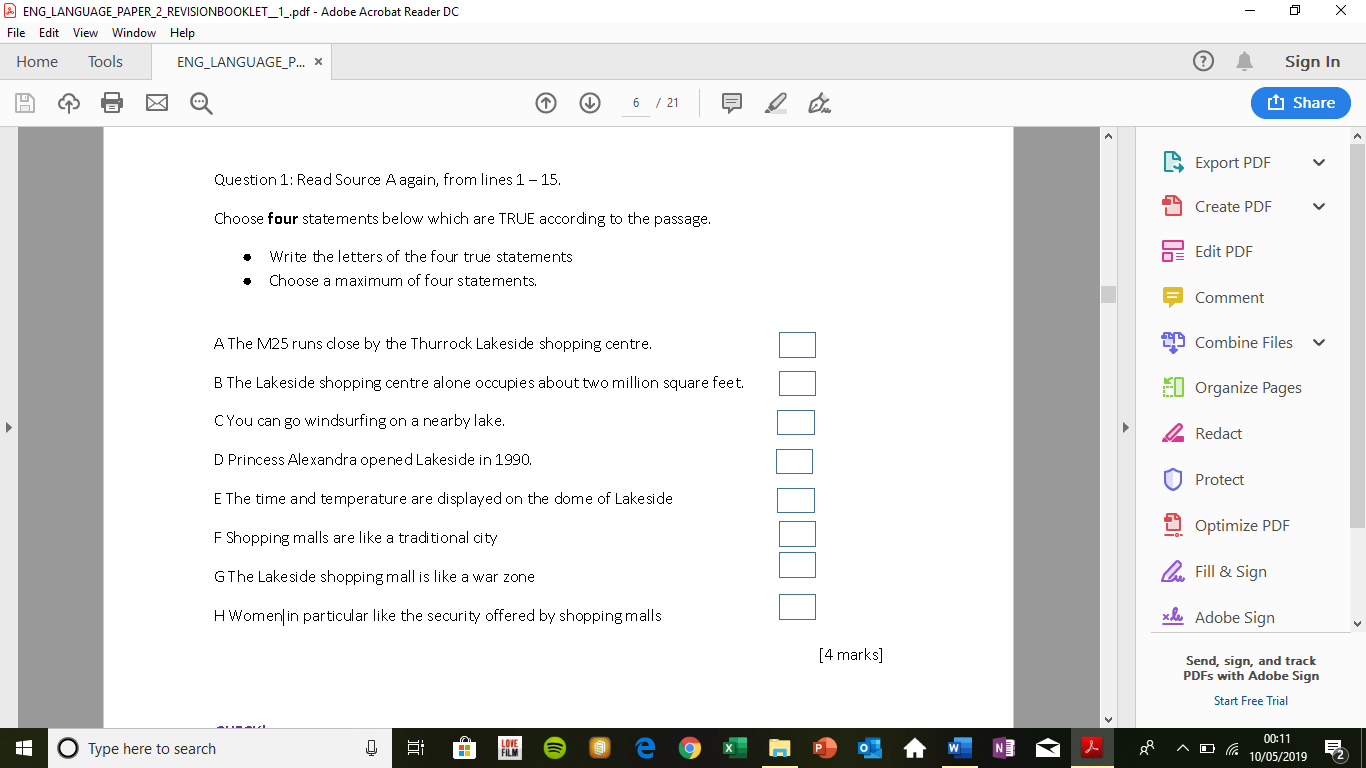 ENG_LANGUAGE_PAPER_2_REVISIONBOOKLET__1_.pdf - Adobe Acrobat Reader DC
File Edit View Window Help
Home Tools ENG_LANGUAGE_P... × Sign In
6 / 21 Share
Question 1: Read Source A again, from lines 1 – 15.
Choose four statements below which are TRUE according to the passage.
● Write the letters of the four true statements
● Choose a maximum of four statements.
A The M25 runs close by the Thurrock Lakeside shopping centre.
B The Lakeside shopping centre alone occupies about two million square feet.
C You can go windsurfing on a nearby lake.
D Princess Alexandra opened Lakeside in 1990.
E The time and temperature are displayed on the dome of Lakeside
F Shopping malls are like a traditional city
G The Lakeside shopping mall is like a war zone
H Women in particular like the security offered by shopping malls
[4 marks]
Export PDF
Create PDF
Edit PDF
Comment
Combine Files
Organize Pages
Redact
Protect
Optimize PDF
Fill & Sign
Adobe Sign
Send, sign, and track
PDFs with Adobe Sign
Start Free Trial
Type here to search
LOVE
FILM
00:11
10/05/2019
2